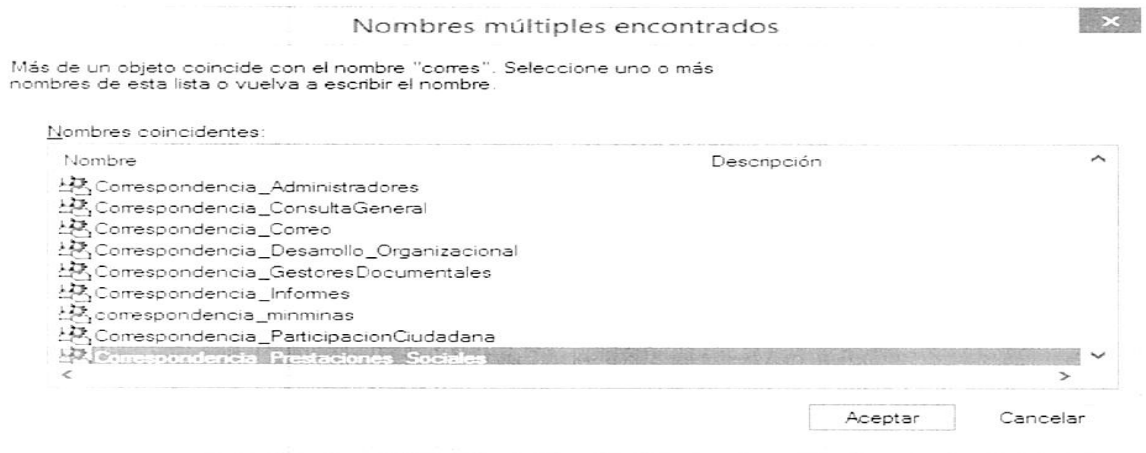 Nombres múltiples encontrados
Más de un objeto coincide con el nombre "corres". Seleccione uno o más
nombres de esta lista o vuelva a escribir el nombre.
Nombres coincidentes:
Nombre Descripción
Correspondencia_Administradores
Correspondencia_ConsultaGeneral
Correspondencia_Correo
Correspondencia_Desarrollo_Organizacional
Correspondencia_GestoresDocumentales
Correspondencia_Informes
correspondencia_minminas
Correspondencia_ParticipacionCiudadana
Correspondencia_Prestaciones_Sociales
Aceptar Cancelar